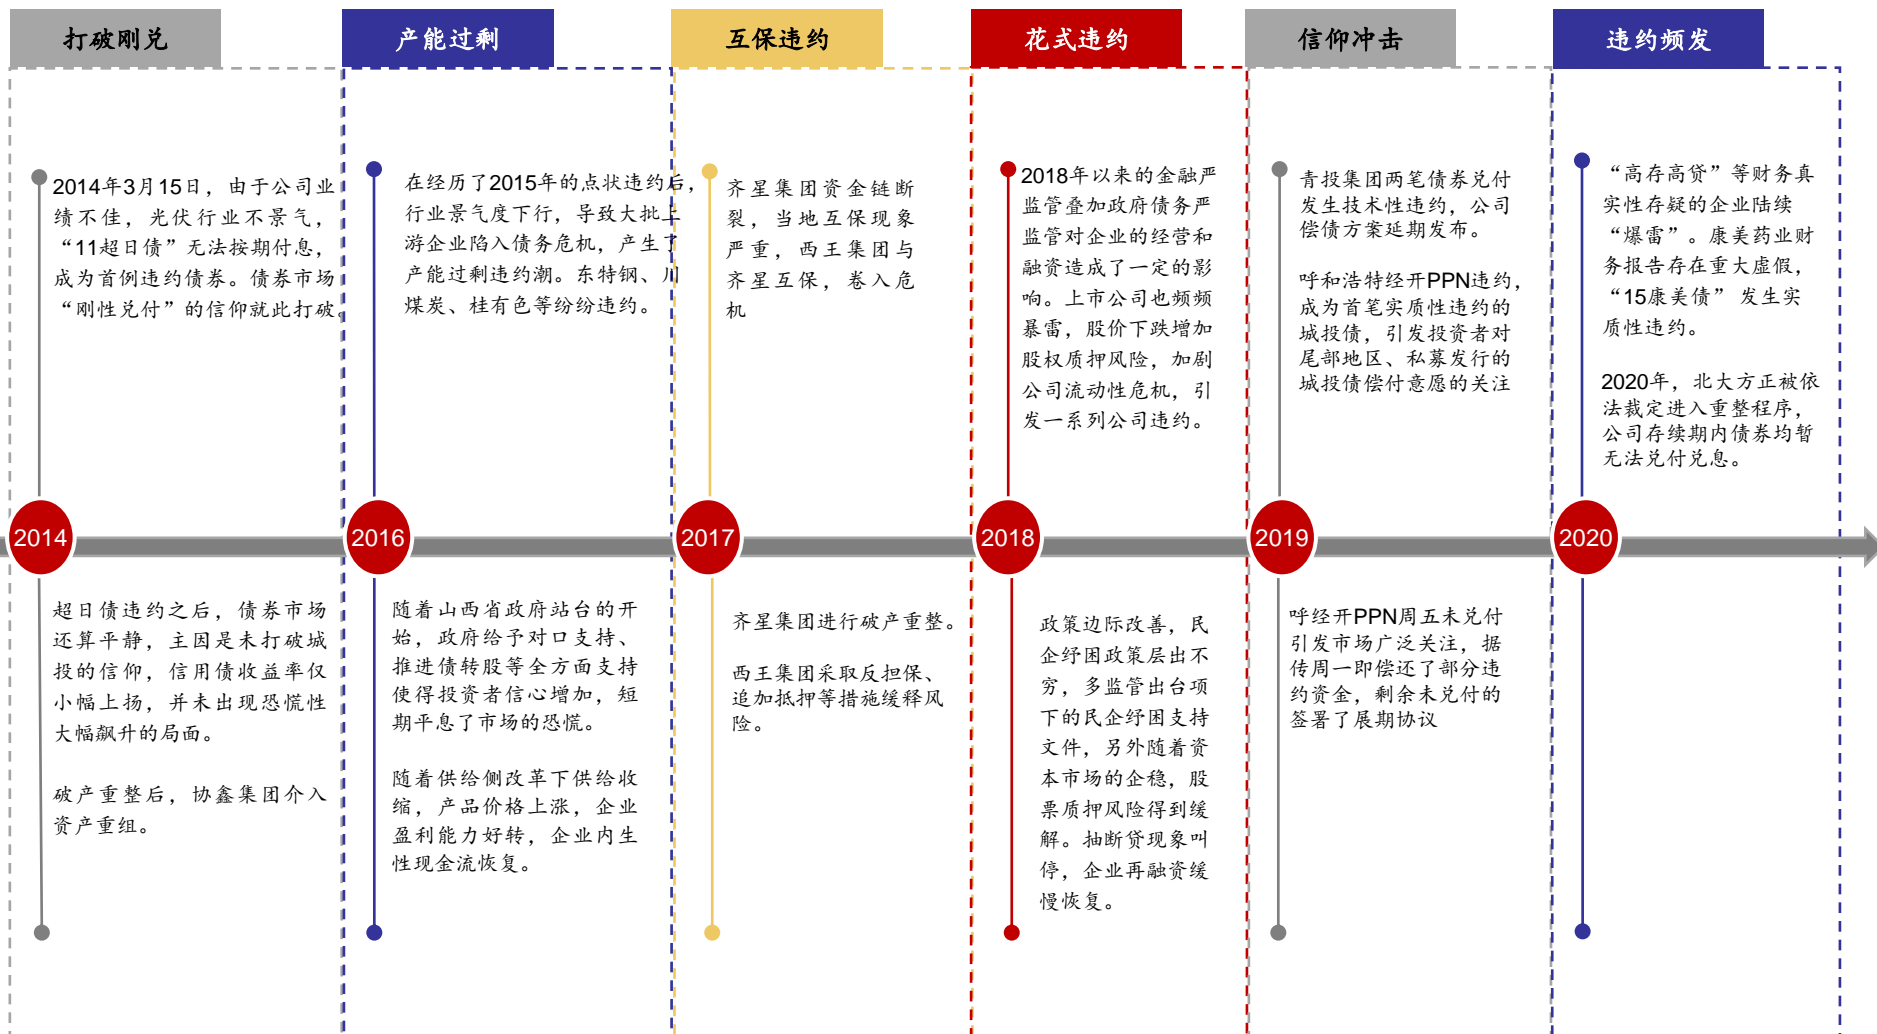 打破刚兑
产能过剩
互保违约
花式违约
信仰冲击
违约频发
2014年3月15日，由于公司业
绩不佳，光伏行业不景气，
“11超日债”无法按期付息，
成为首例违约债券。债券市场
“刚性兑付”的信仰就此打破。
在经历了2015年的点状违约后，
行业景气度下行，导致大批上
游企业陷入债务危机，产生了
产能过剩违约潮。东特钢、川
煤炭、桂有色等纷纷违约。
齐星集团资金链断
裂，当地互保现象
严重，西王集团与
齐星互保，卷入危
机
2018年以来的金融严
监管叠加政府债务严
监管对企业的经营和
融资造成了一定的影
响。上市公司也频频
暴雷，股价下跌增加
股权质押风险，加剧
公司流动性危机，引
发一系列公司违约。
青投集团两笔债券兑付
发生技术性违约，公司
偿债方案延期发布。
呼和浩特经开PPN违约，
成为首笔实质性违约的
城投债，引发投资者对
尾部地区、私募发行的
城投债偿付意愿的关注
“高存高贷”等财务真
实性存疑的企业陆续
“爆雷”。康美药业财
务报告存在重大虚假，
“15康美债” 发生实
质性违约。
2020年，北大方正被依
法裁定进入重整程序，
公司存续期内债券均暂
无法兑付兑息。
2014
2016
2017
2018
2019
2020
超日债违约之后，债券市场
还算平静，主因是未打破城
投的信仰，信用债收益率仅
小幅上扬，并未出现恐慌性
大幅飙升的局面。
破产重整后，协鑫集团介入
资产重组。
随着山西省政府站台的开
始，政府给予对口支持、
推进债转股等全方面支持
使得投资者信心增加，短
期平息了市场的恐慌。
随着供给侧改革下供给收
缩，产品价格上涨，企业
盈利能力好转，企业内生
性现金流恢复。
齐星集团进行破产重整。
西王集团采取反担保、
追加抵押等措施缓释风
险。
政策边际改善，民
企纾困政策层出不
穷，多监管出台项
下的民企纾困支持
文件，另外随着资
本市场的企稳，股
票质押风险得到缓
解。抽断贷现象叫
停，企业再融资缓
慢恢复。
呼经开PPN周五未兑付
引发市场广泛关注，据
传周一即偿还了部分违
约资金，剩余未兑付的
签署了展期协议